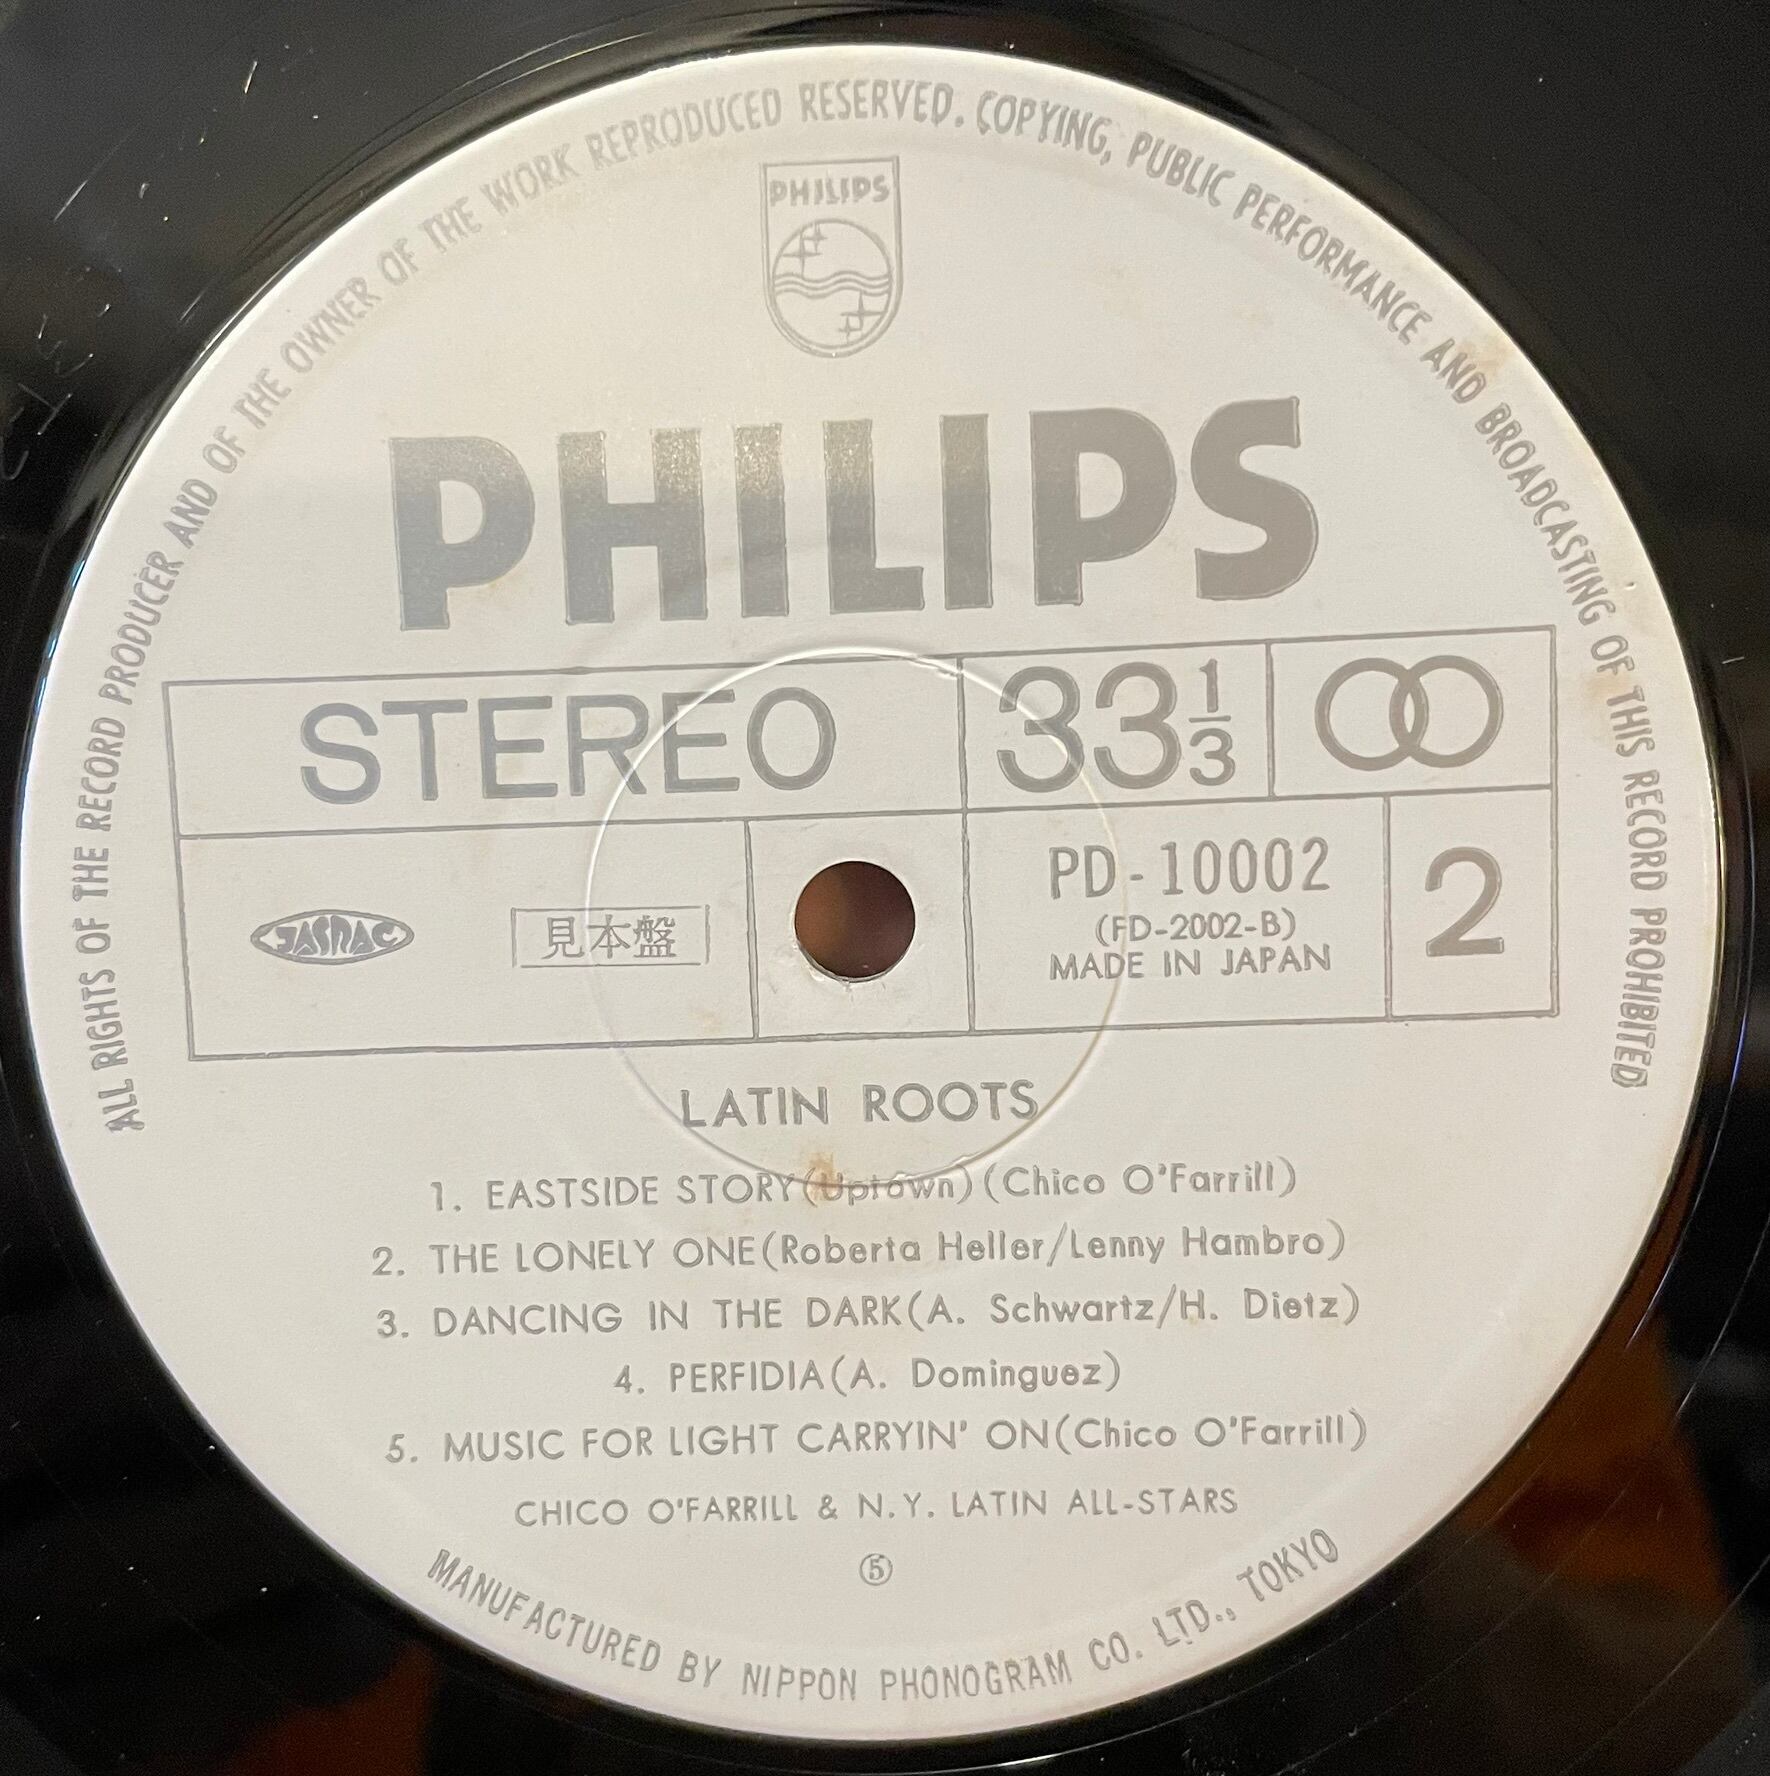 ALL RIGHTS OF THE RECORD PRODUCER AND OF THE OWNER OF THE WORK REPRODUCED RESERVED. COPYING, PUBLIC PERFORMANCE AND BROADCASTING OF THIS RECORD PROHIBITED
PHILIPS
PHILIPS
STEREO 33 1/3
JASRAC 見本盤 PD-10002 2
(FD-2002-B)
MADE IN JAPAN
LATIN ROOTS
1. EASTSIDE STORY(Uptown)(Chico O'Farrill)
2. THE LONELY ONE(Roberta Heller/Lenny Hambro)
3. DANCING IN THE DARK(A. Schwartz/H. Dietz)
4. PERFIDIA(A. Dominguez)
5. MUSIC FOR LIGHT CARRYIN' ON(Chico O'Farrill)
CHICO O'FARRILL & N.Y. LATIN ALL-STARS
⑤
MANUFACTURED BY NIPPON PHONOGRAM CO. LTD., TOKYO